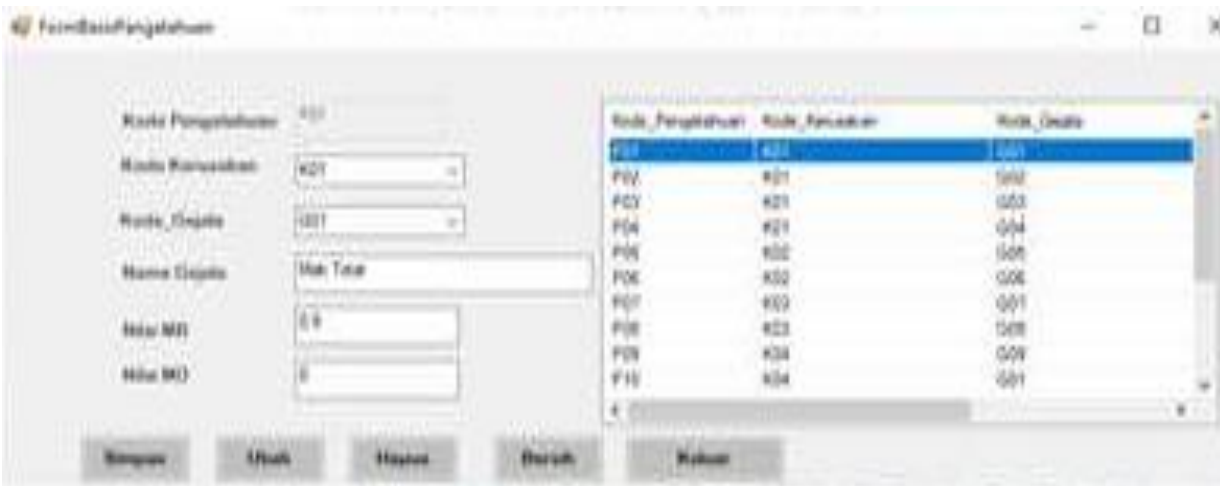 FormBasisPengetahuan
Kode Pengetahuan P01
Kode Kerusakan K01
Kode_Gejala G01
Nama Gejala Mati Total
Nilai MB
Nilai MD
Simpan Ubah Hapus Bersih Keluar
Kode_Pengetahuan Kode_Kerusakan Kode_Gejala
P01 K01 G01
P02 K01 G02
P03 K01 G03
P04 K01 G04
P05 K02 G05
P06 K02 G06
P07 K03 G07
P08 K03 G08
P09 K04 G09
P10 K04 G01